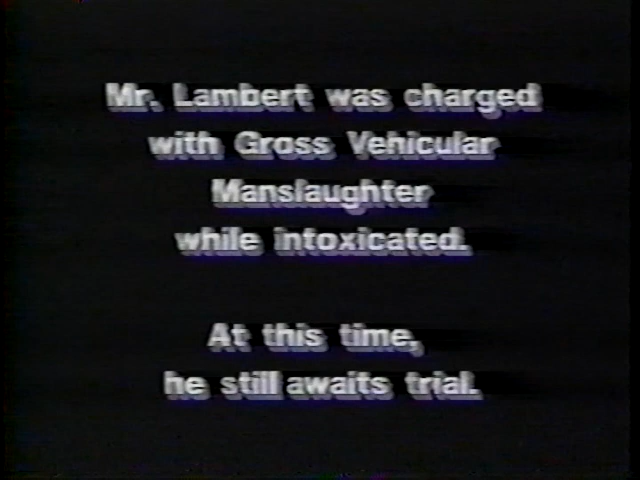 Mr. Lambert was charged
with Gross Vehicular
Manslaughter
while intoxicated.
At this time,
he still awaits trial.